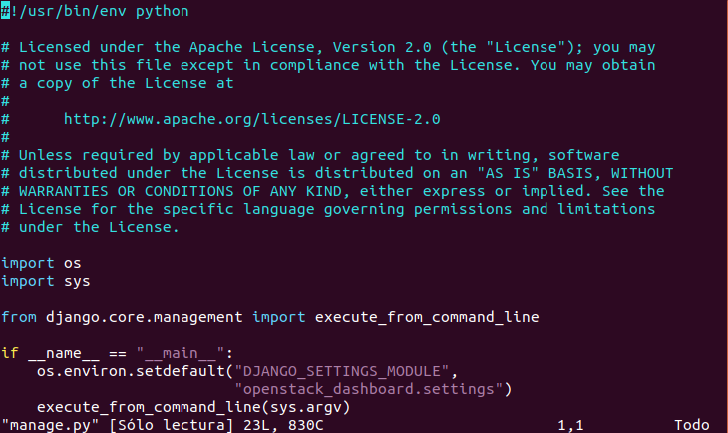 #!/usr/bin/env python

# Licensed under the Apache License, Version 2.0 (the "License"); you may
# not use this file except in compliance with the License. You may obtain
# a copy of the License at
#
#      http://www.apache.org/licenses/LICENSE-2.0
#
# Unless required by applicable law or agreed to in writing, software
# distributed under the License is distributed on an "AS IS" BASIS, WITHOUT
# WARRANTIES OR CONDITIONS OF ANY KIND, either express or implied. See the
# License for the specific language governing permissions and limitations
# under the License.

import os
import sys

from django.core.management import execute_from_command_line

if __name__ == "__main__":
    os.environ.setdefault("DJANGO_SETTINGS_MODULE",
                          "openstack_dashboard.settings")
    execute_from_command_line(sys.argv)
"manage.py" [Sólo lectura] 23L, 830C                          1,1          Todo